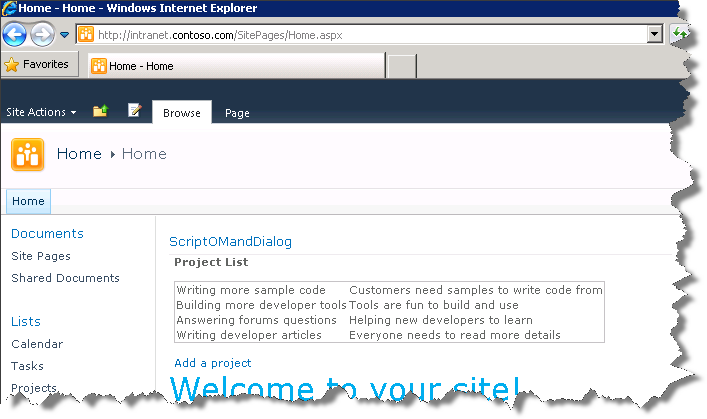 Home - Home - Windows Internet Explorer
http://intranet.contoso.com/SitePages/Home.aspx
Favorites
Home - Home
Site Actions
Browse
Page
Home
Home
Home
Documents
Site Pages
Shared Documents
Lists
Calendar
Tasks
Projects
ScriptOMandDialog
Project List
Writing more sample code Customers need samples to write code from
Building more developer tools Tools are fun to build and use
Answering forums questions Helping new developers to learn
Writing developer articles Everyone needs to read more details
Add a project
Welcome to your site!